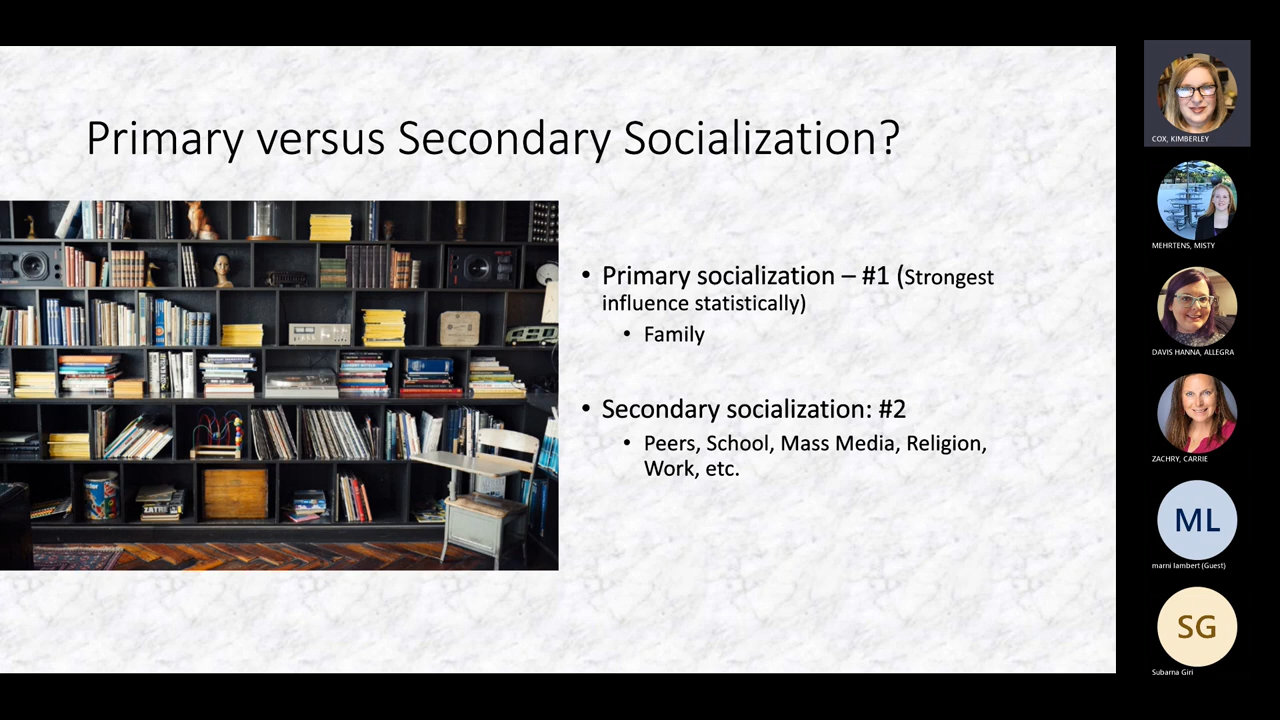 Primary versus Secondary Socialization?
• Primary socialization – #1 (Strongest
influence statistically)
• Family
• Secondary socialization: #2
• Peers, School, Mass Media, Religion,
Work, etc.
COX, KIMBERLEY
MEHRTENS, MISTY
DAVIS HANNA, ALLEGRA
ZACHRY, CARRIE
ML
marni lambert (Guest)
SG
Subarna Giri